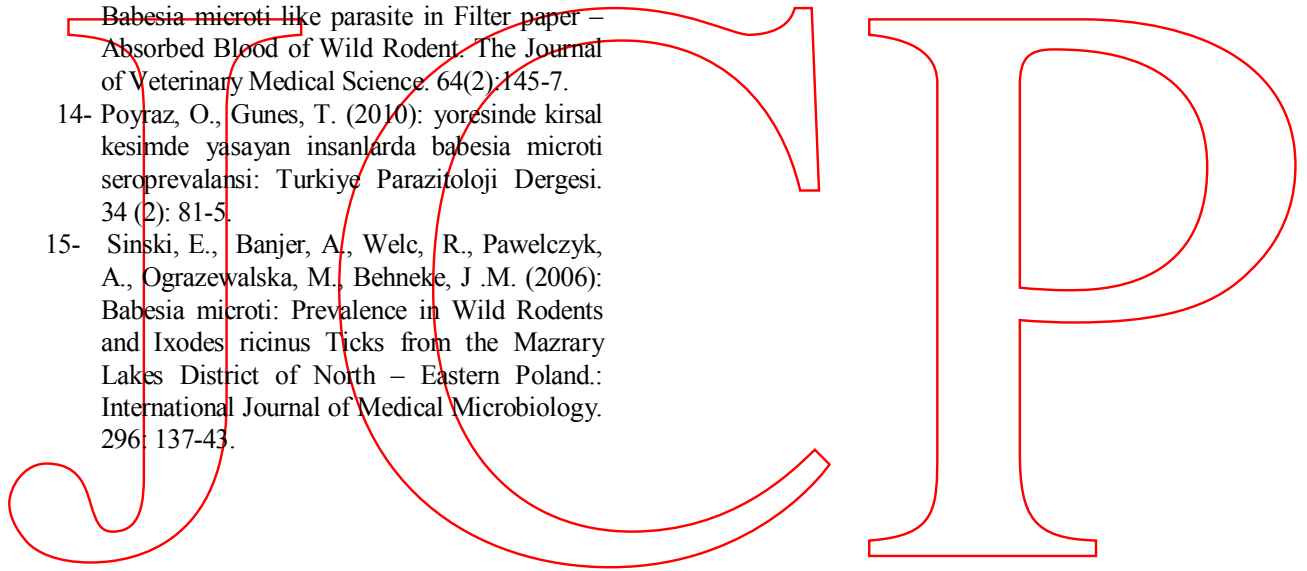 Babesia microti like parasite in Filter paper –
Absorbed Blood of Wild Rodent. The Journal
of Veterinary Medical Science. 64(2):145-7.
14- Poyraz, O., Gunes, T. (2010): yoresinde kirsal
kesimde yasayan insanlarda babesia microti
seroprevalansi: Turkiye Parazitoloji Dergesi.
34 (2): 81-5.
15- Sinski, E., Banjer, A., Welc, R., Pawelczyk,
A., Ograzewalska, M., Behneke, J .M. (2006):
Babesia microti: Prevalence in Wild Rodents
and Ixodes ricinus Ticks from the Mazrary
Lakes District of North – Eastern Poland.:
International Journal of Medical Microbiology.
296: 137-43.
JCP